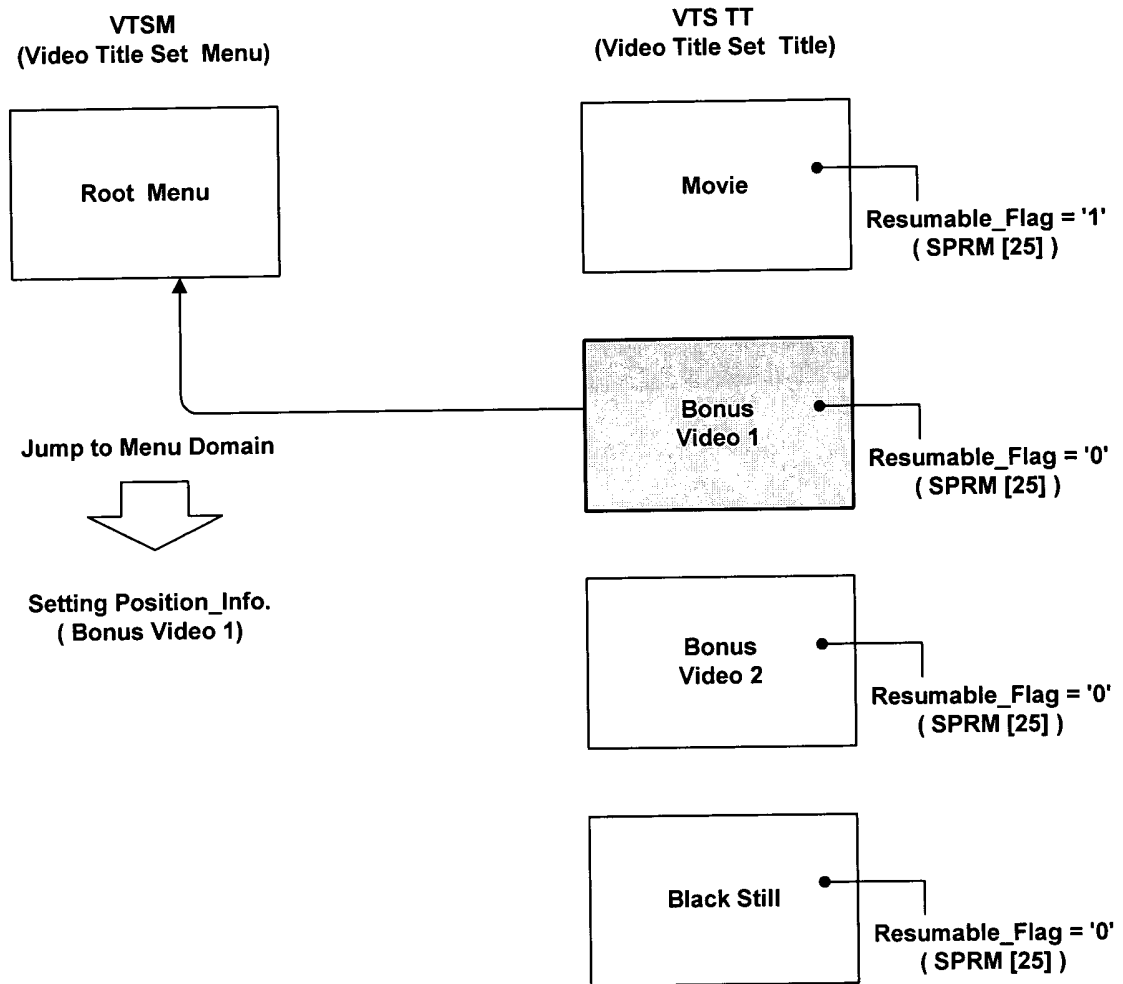 VTSM
(Video Title Set Menu)
VTS TT
(Video Title Set Title)
Root Menu
Movie
Resumable_Flag = '1'
( SPRM [25] )
Bonus
Video 1
Resumable_Flag = '0'
( SPRM [25] )
Jump to Menu Domain
Setting Position_Info.
( Bonus Video 1)
Bonus
Video 2
Resumable_Flag = '0'
( SPRM [25] )
Black Still
Resumable_Flag = '0'
( SPRM [25] )